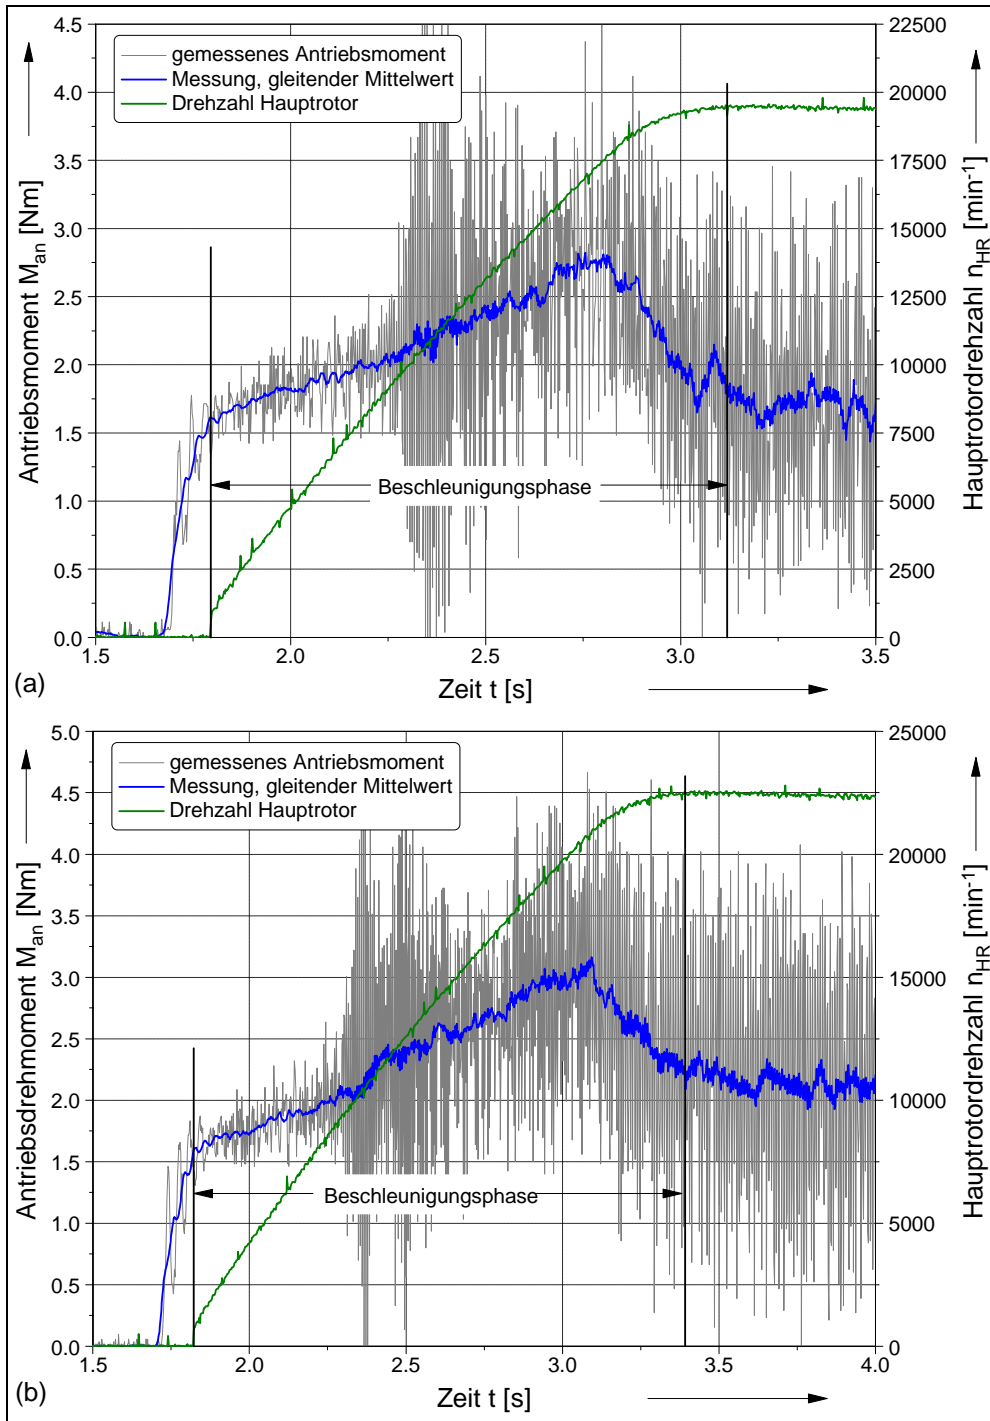 4.5
4.0
3.5
3.0
2.5
2.0
1.5
1.0
0.5
0.0
Antriebsmoment M_an [Nm]
gemessenes Antriebsmoment
Messung, gleitender Mittelwert
Drehzahl Hauptrotor
Beschleunigungsphase
22500
20000
17500
15000
12500
10000
7500
5000
2500
0
Hauptrotordrehzahl n_HR [min⁻¹]
1.5 2.0 2.5 3.0 3.5
(a)
Zeit t [s]
5.0
4.5
4.0
3.5
3.0
2.5
2.0
1.5
1.0
0.5
0.0
Antriebsdrehmoment M_an [Nm]
gemessenes Antriebsmoment
Messung, gleitender Mittelwert
Drehzahl Hauptrotor
Beschleunigungsphase
25000
20000
15000
10000
5000
0
Hauptrotordrehzahl n_HR [min⁻¹]
1.5 2.0 2.5 3.0 3.5 4.0
(b)
Zeit t [s]